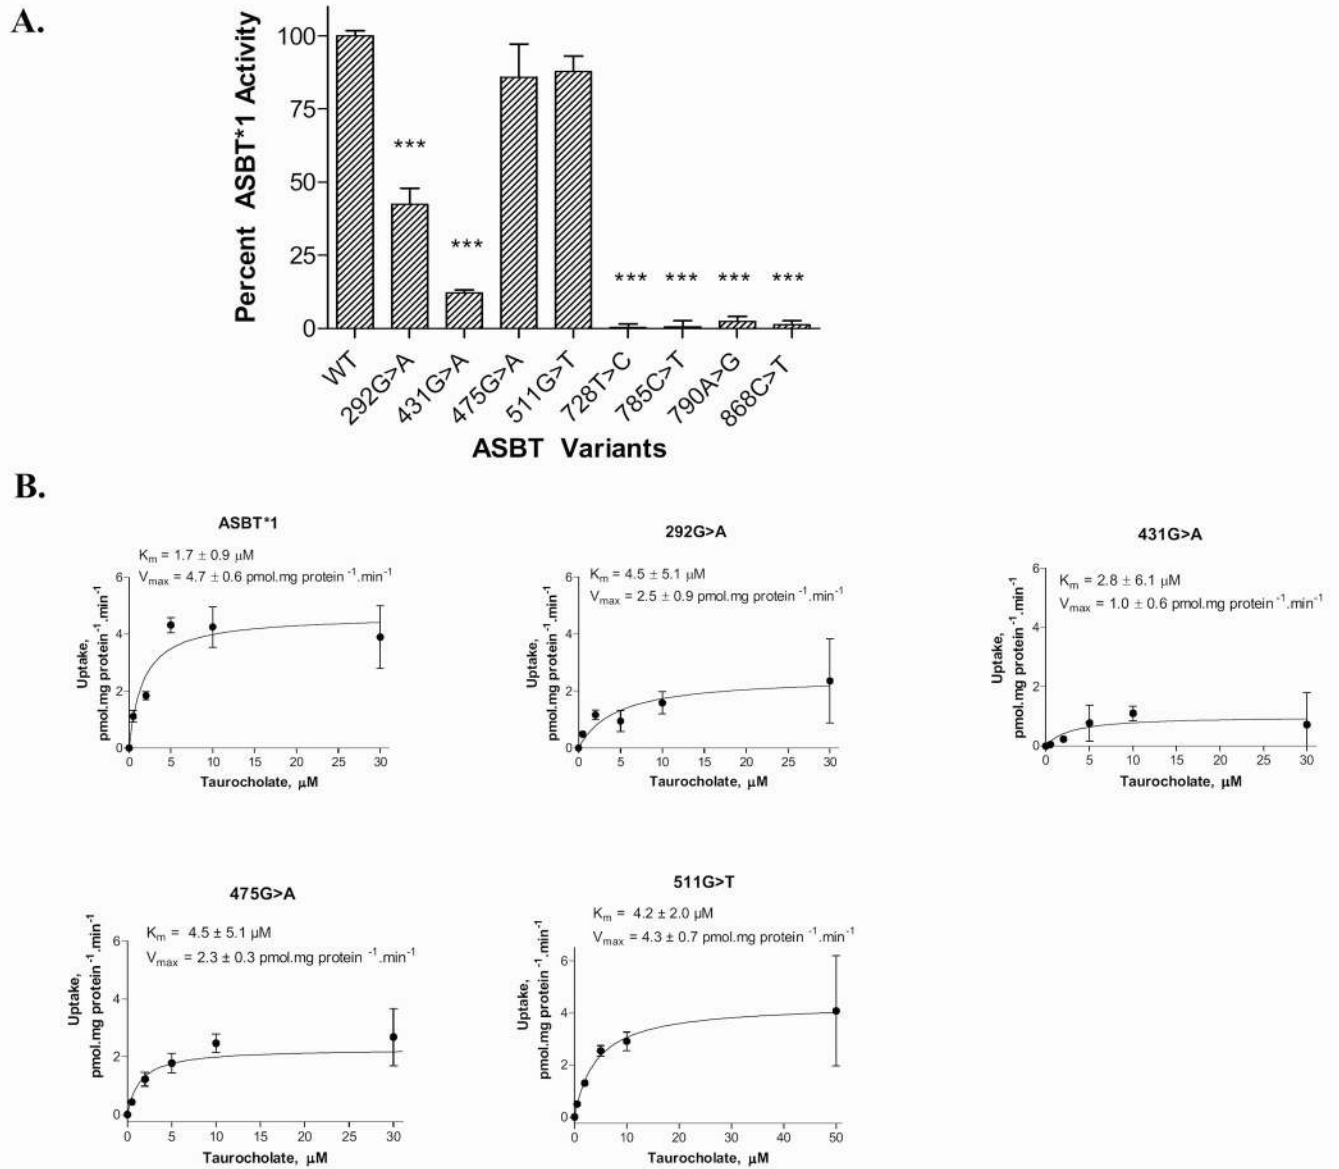 A.
Percent ASBT*1 Activity
100
75
50
25
0
***
***
*** *** *** ***
WT 292G>A 431G>A 475G>A 511G>T 728T>C 785C>T 790A>G 868C>T
ASBT Variants
B.
ASBT*1
Km = 1.7 ± 0.9 μM
Vmax = 4.7 ± 0.6 pmol.mg protein -1.min-1
Uptake,
pmol.mg protein-1.min-1
6
4
2
0
0 5 10 15 20 25 30
Taurocholate, μM
292G>A
Km = 4.5 ± 5.1 μM
Vmax = 2.5 ± 0.9 pmol.mg protein -1.min-1
Uptake,
pmol.mg protein-1.min-1
6
4
2
0
0 5 10 15 20 25 30
Taurocholate, μM
431G>A
Km = 2.8 ± 6.1 μM
Vmax = 1.0 ± 0.6 pmol.mg protein -1.min-1
Uptake,
pmol.mg protein-1.min-1
6
4
2
0
0 5 10 15 20 25 30
Taurocholate, μM
475G>A
Km = 4.5 ± 5.1 μM
Vmax = 2.3 ± 0.3 pmol.mg protein -1.min-1
Uptake,
pmol.mg protein-1.min-1
6
4
2
0
0 5 10 15 20 25 30
Taurocholate, μM
511G>T
Km = 4.2 ± 2.0 μM
Vmax = 4.3 ± 0.7 pmol.mg protein -1.min-1
Uptake,
pmol.mg protein-1.min-1
6
4
2
0
0 10 20 30 40 50
Taurocholate, μM